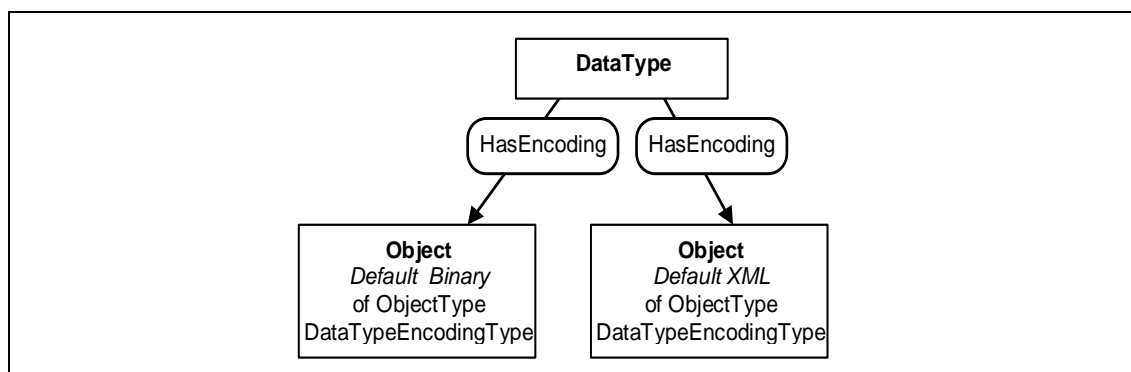 DataType
HasEncoding
HasEncoding
Object
Default Binary
of ObjectType
DataTypeEncodingType
Object
Default XML
of ObjectType
DataTypeEncodingType